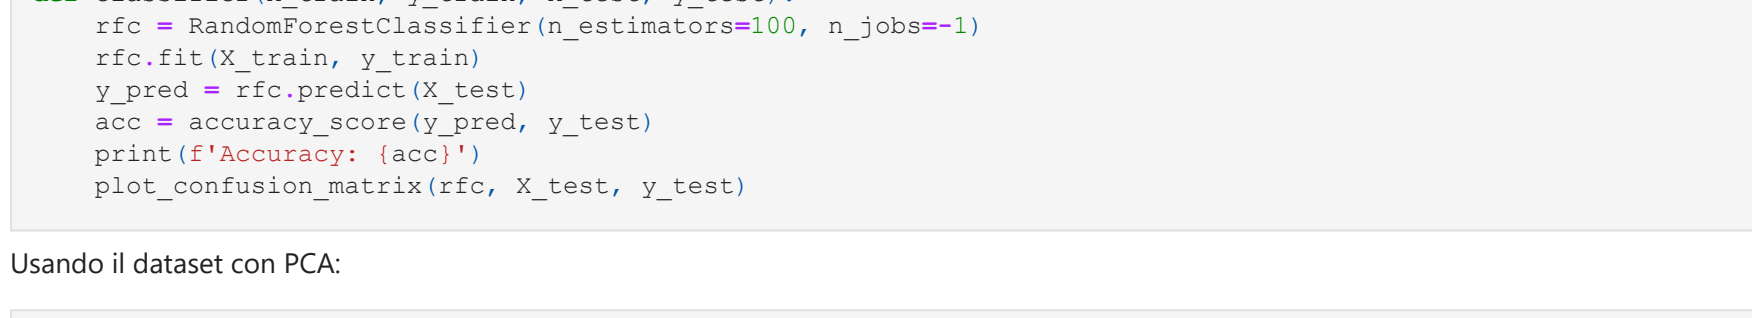 rfc = RandomForestClassifier(n_estimators=100, n_jobs=-1)
rfc.fit(X_train, y_train)
y_pred = rfc.predict(X_test)
acc = accuracy_score(y_pred, y_test)
print(f'Accuracy: {acc}')
plot_confusion_matrix(rfc, X_test, y_test)
Usando il dataset con PCA: